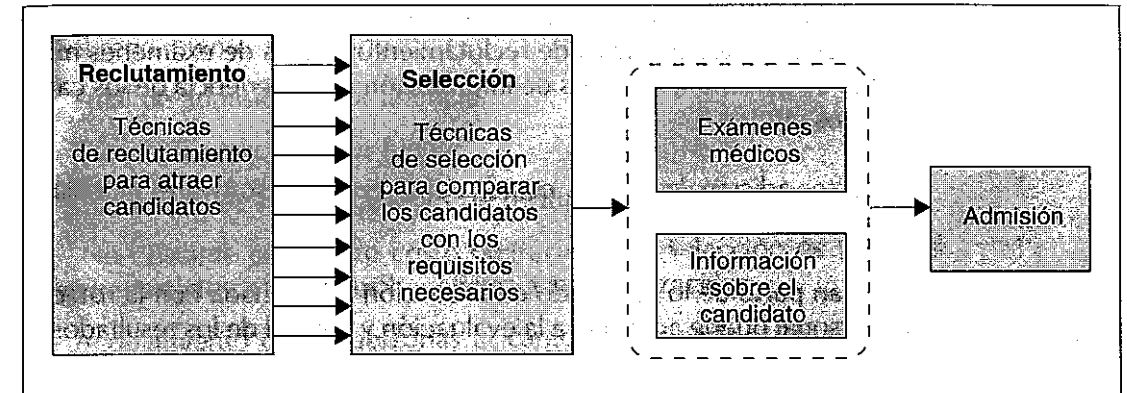 Reclutamiento
Técnicas
de reclutamiento
para atraer
candidatos
Selección
Técnicas
de selección
para comparar
los candidatos
con los
requisitos
necesarios
Exámenes
médicos
Información
sobre el
candidato
Admisión